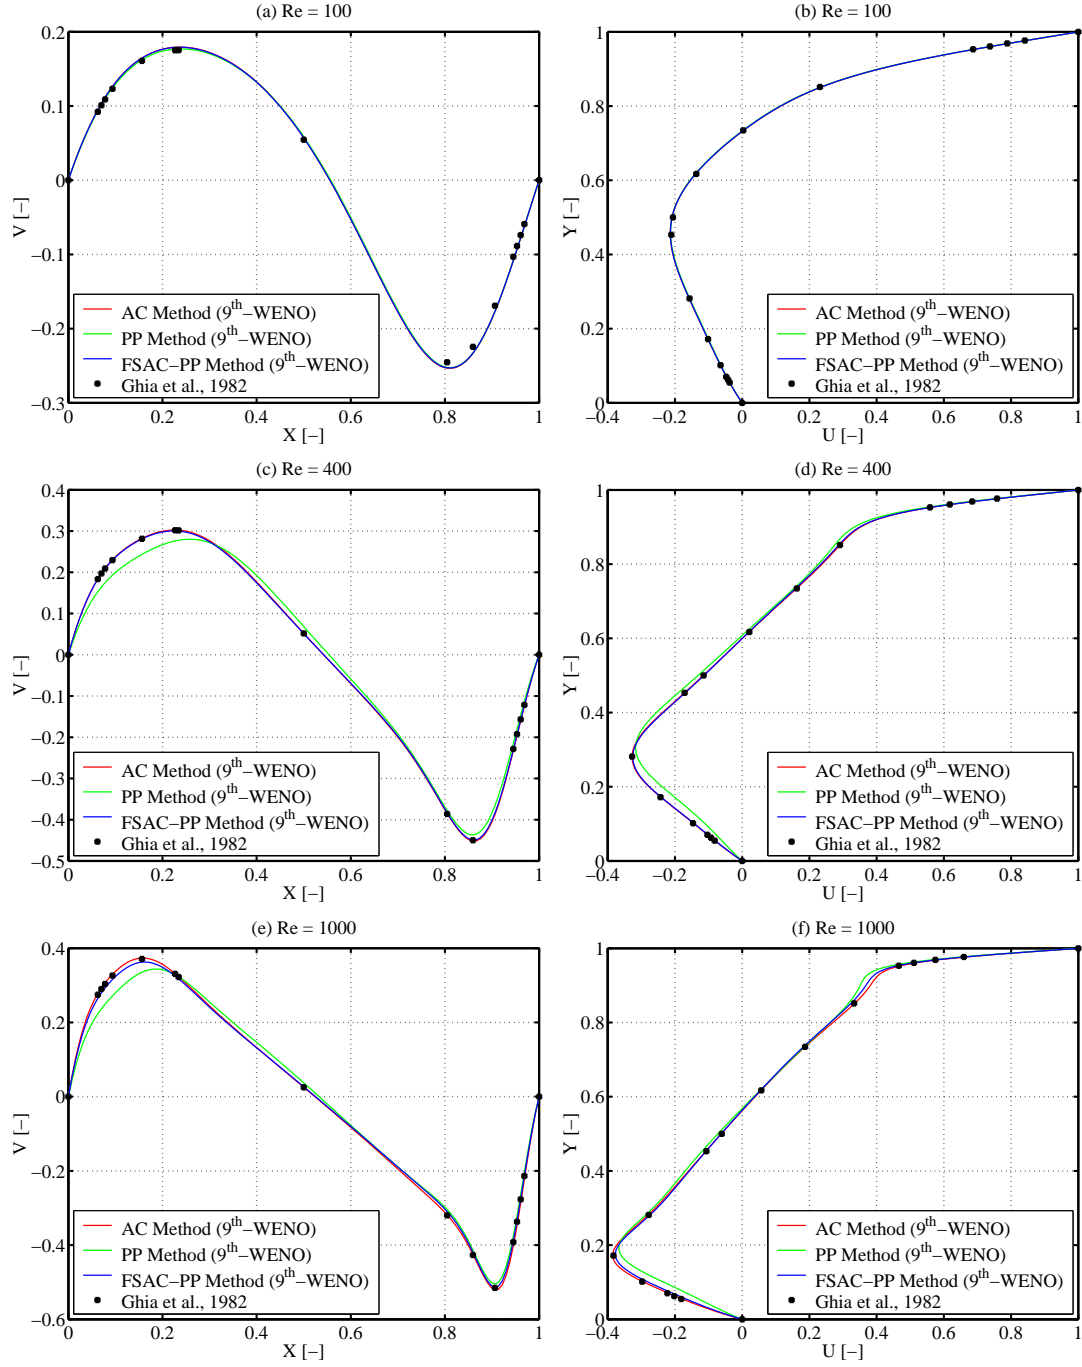 (a) Re = 100
0.2
0.1
0
−0.1
−0.2
−0.3
V [−]
AC Method (9th−WENO)
PP Method (9th−WENO)
FSAC−PP Method (9th−WENO)
Ghia et al., 1982
0 0.2 0.4 0.6 0.8 1
X [−]
(b) Re = 100
1
0.8
0.6
0.4
0.2
0
Y [−]
AC Method (9th−WENO)
PP Method (9th−WENO)
FSAC−PP Method (9th−WENO)
Ghia et al., 1982
−0.4 −0.2 0 0.2 0.4 0.6 0.8 1
U [−]
(c) Re = 400
0.4
0.3
0.2
0.1
0
−0.1
−0.2
−0.3
−0.4
−0.5
V [−]
AC Method (9th−WENO)
PP Method (9th−WENO)
FSAC−PP Method (9th−WENO)
Ghia et al., 1982
0 0.2 0.4 0.6 0.8 1
X [−]
(d) Re = 400
1
0.8
0.6
0.4
0.2
0
Y [−]
AC Method (9th−WENO)
PP Method (9th−WENO)
FSAC−PP Method (9th−WENO)
Ghia et al., 1982
−0.4 −0.2 0 0.2 0.4 0.6 0.8 1
U [−]
(e) Re = 1000
0.4
0.2
0
−0.2
−0.4
−0.6
V [−]
AC Method (9th−WENO)
PP Method (9th−WENO)
FSAC−PP Method (9th−WENO)
Ghia et al., 1982
0 0.2 0.4 0.6 0.8 1
X [−]
(f) Re = 1000
1
0.8
0.6
0.4
0.2
0
Y [−]
AC Method (9th−WENO)
PP Method (9th−WENO)
FSAC−PP Method (9th−WENO)
Ghia et al., 1982
−0.4 −0.2 0 0.2 0.4 0.6 0.8 1
U [−]